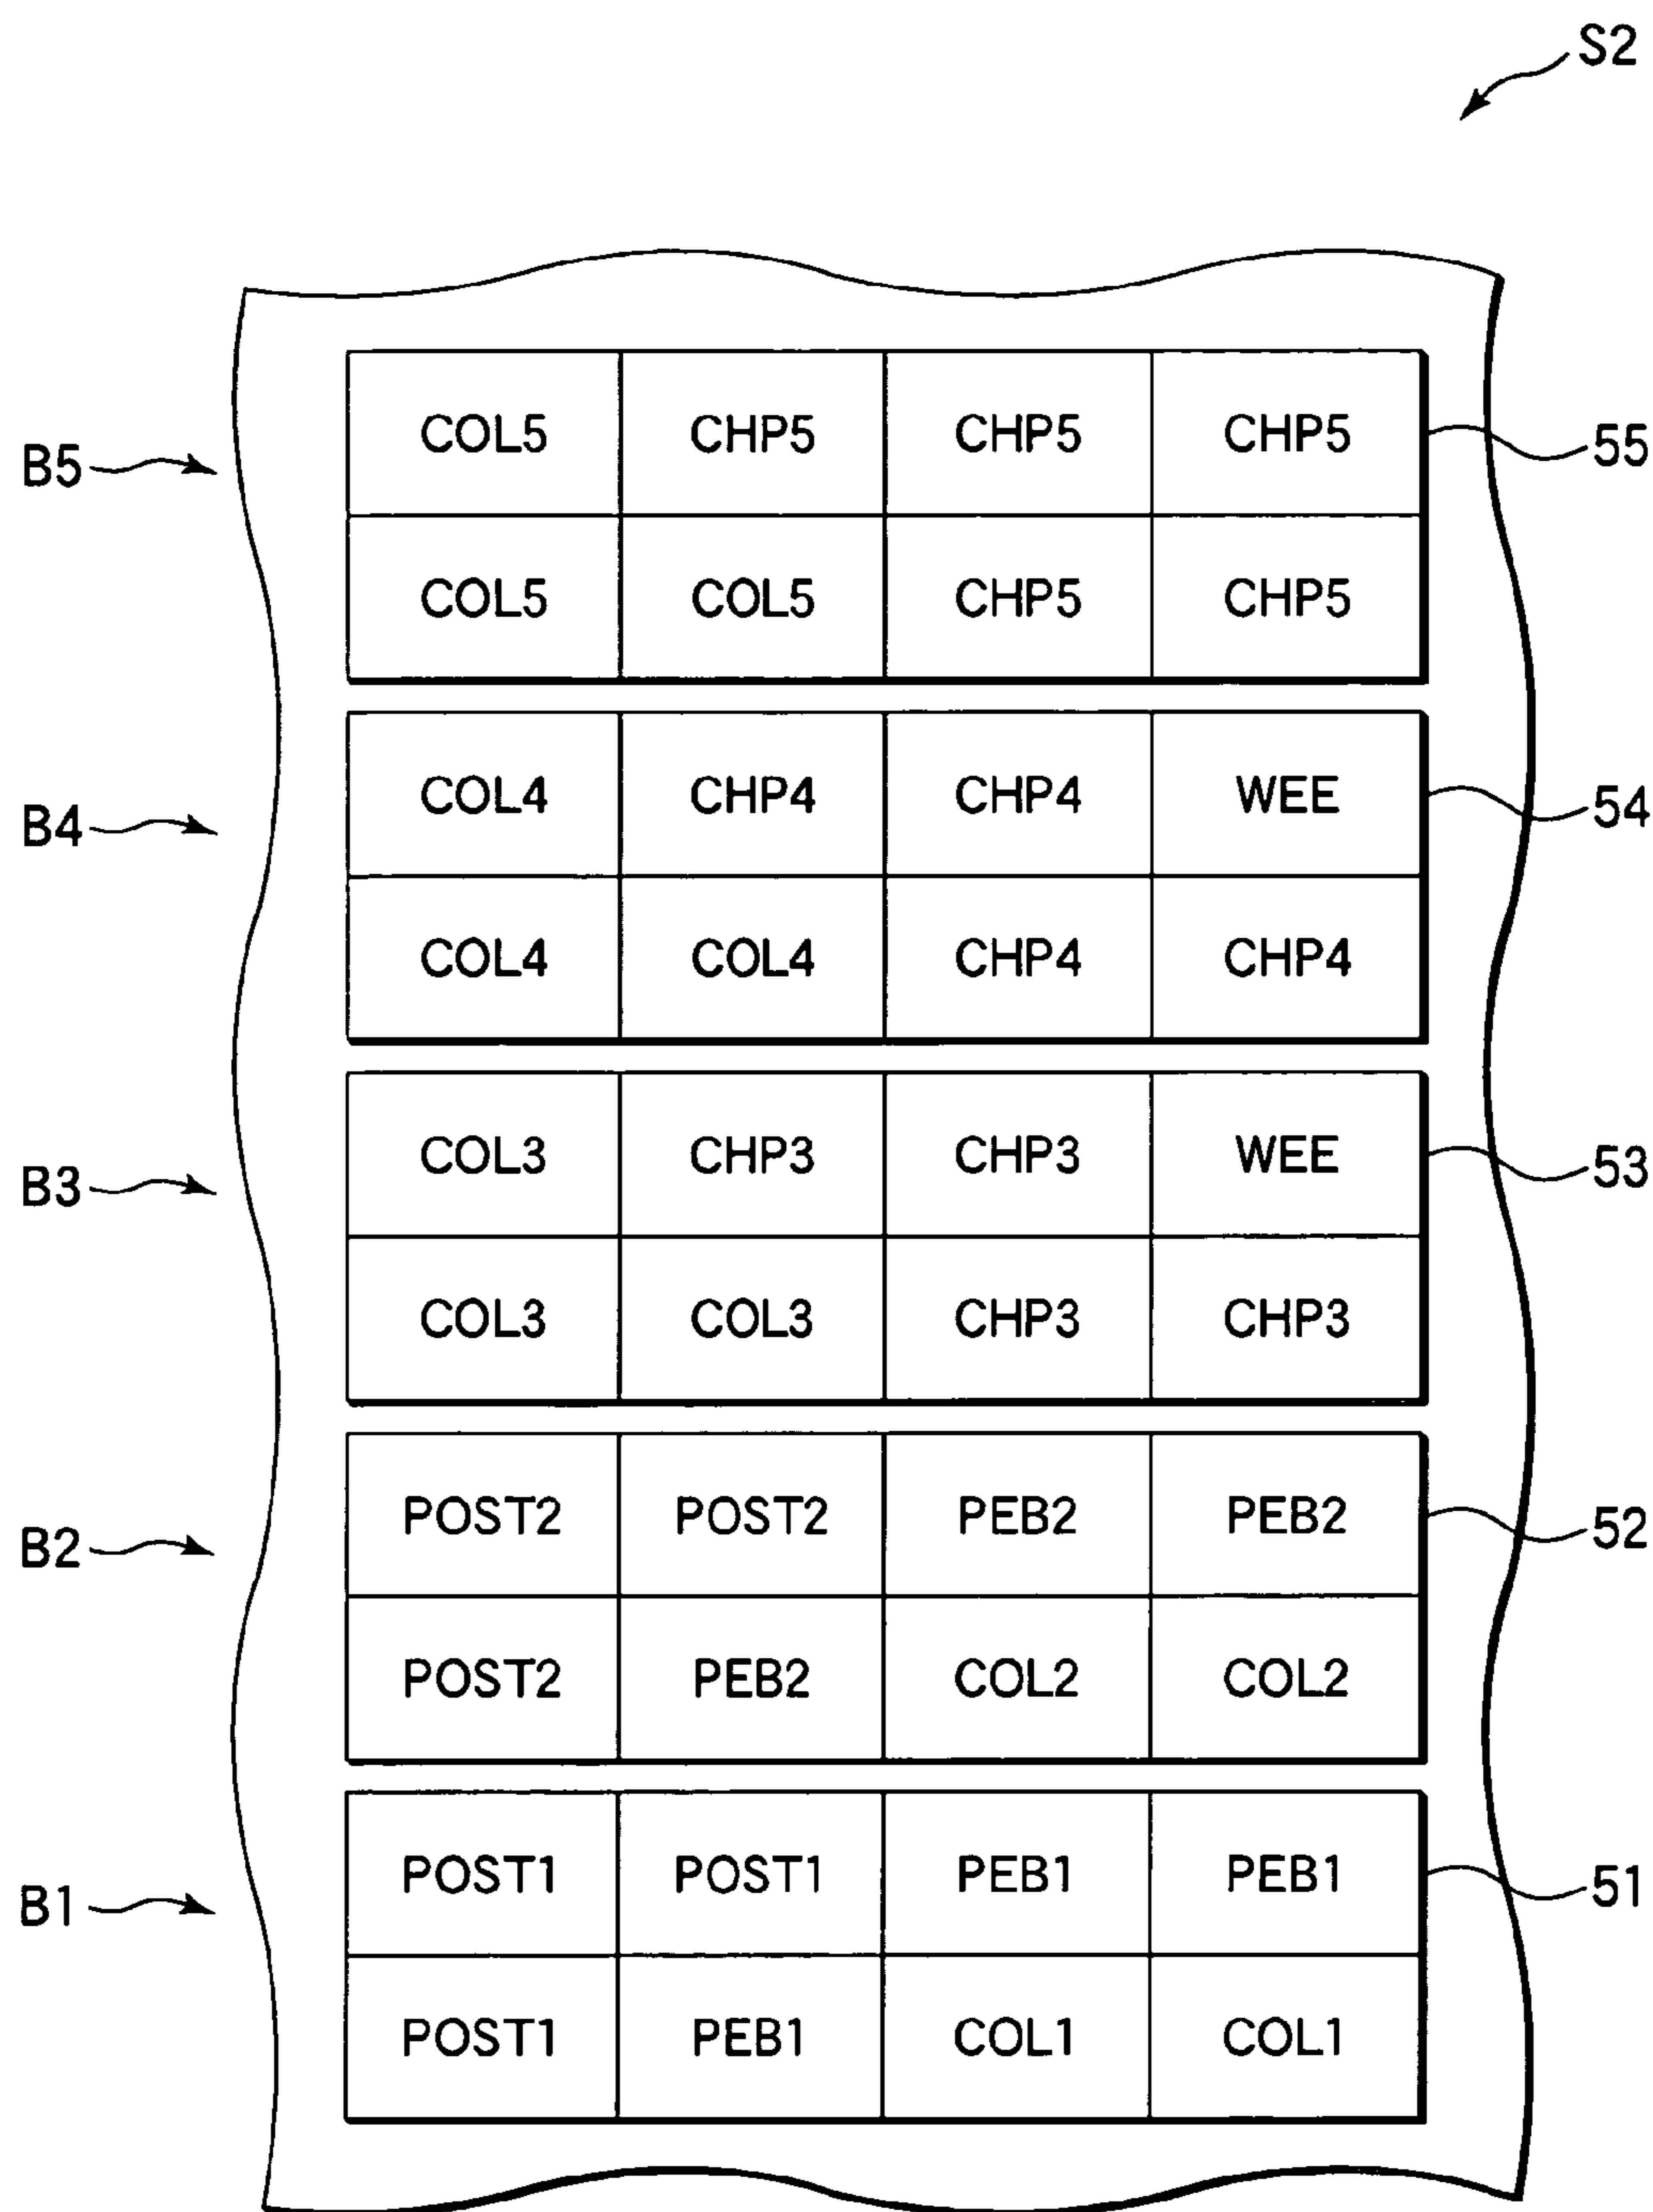 S2
COL5 CHP5 CHP5 CHP5
B5 55
COL5 COL5 CHP5 CHP5
COL4 CHP4 CHP4 WEE
B4 54
COL4 COL4 CHP4 CHP4
COL3 CHP3 CHP3 WEE
B3 53
COL3 COL3 CHP3 CHP3
POST2 POST2 PEB2 PEB2
B2 52
POST2 PEB2 COL2 COL2
POST1 POST1 PEB1 PEB1
B1 51
POST1 PEB1 COL1 COL1